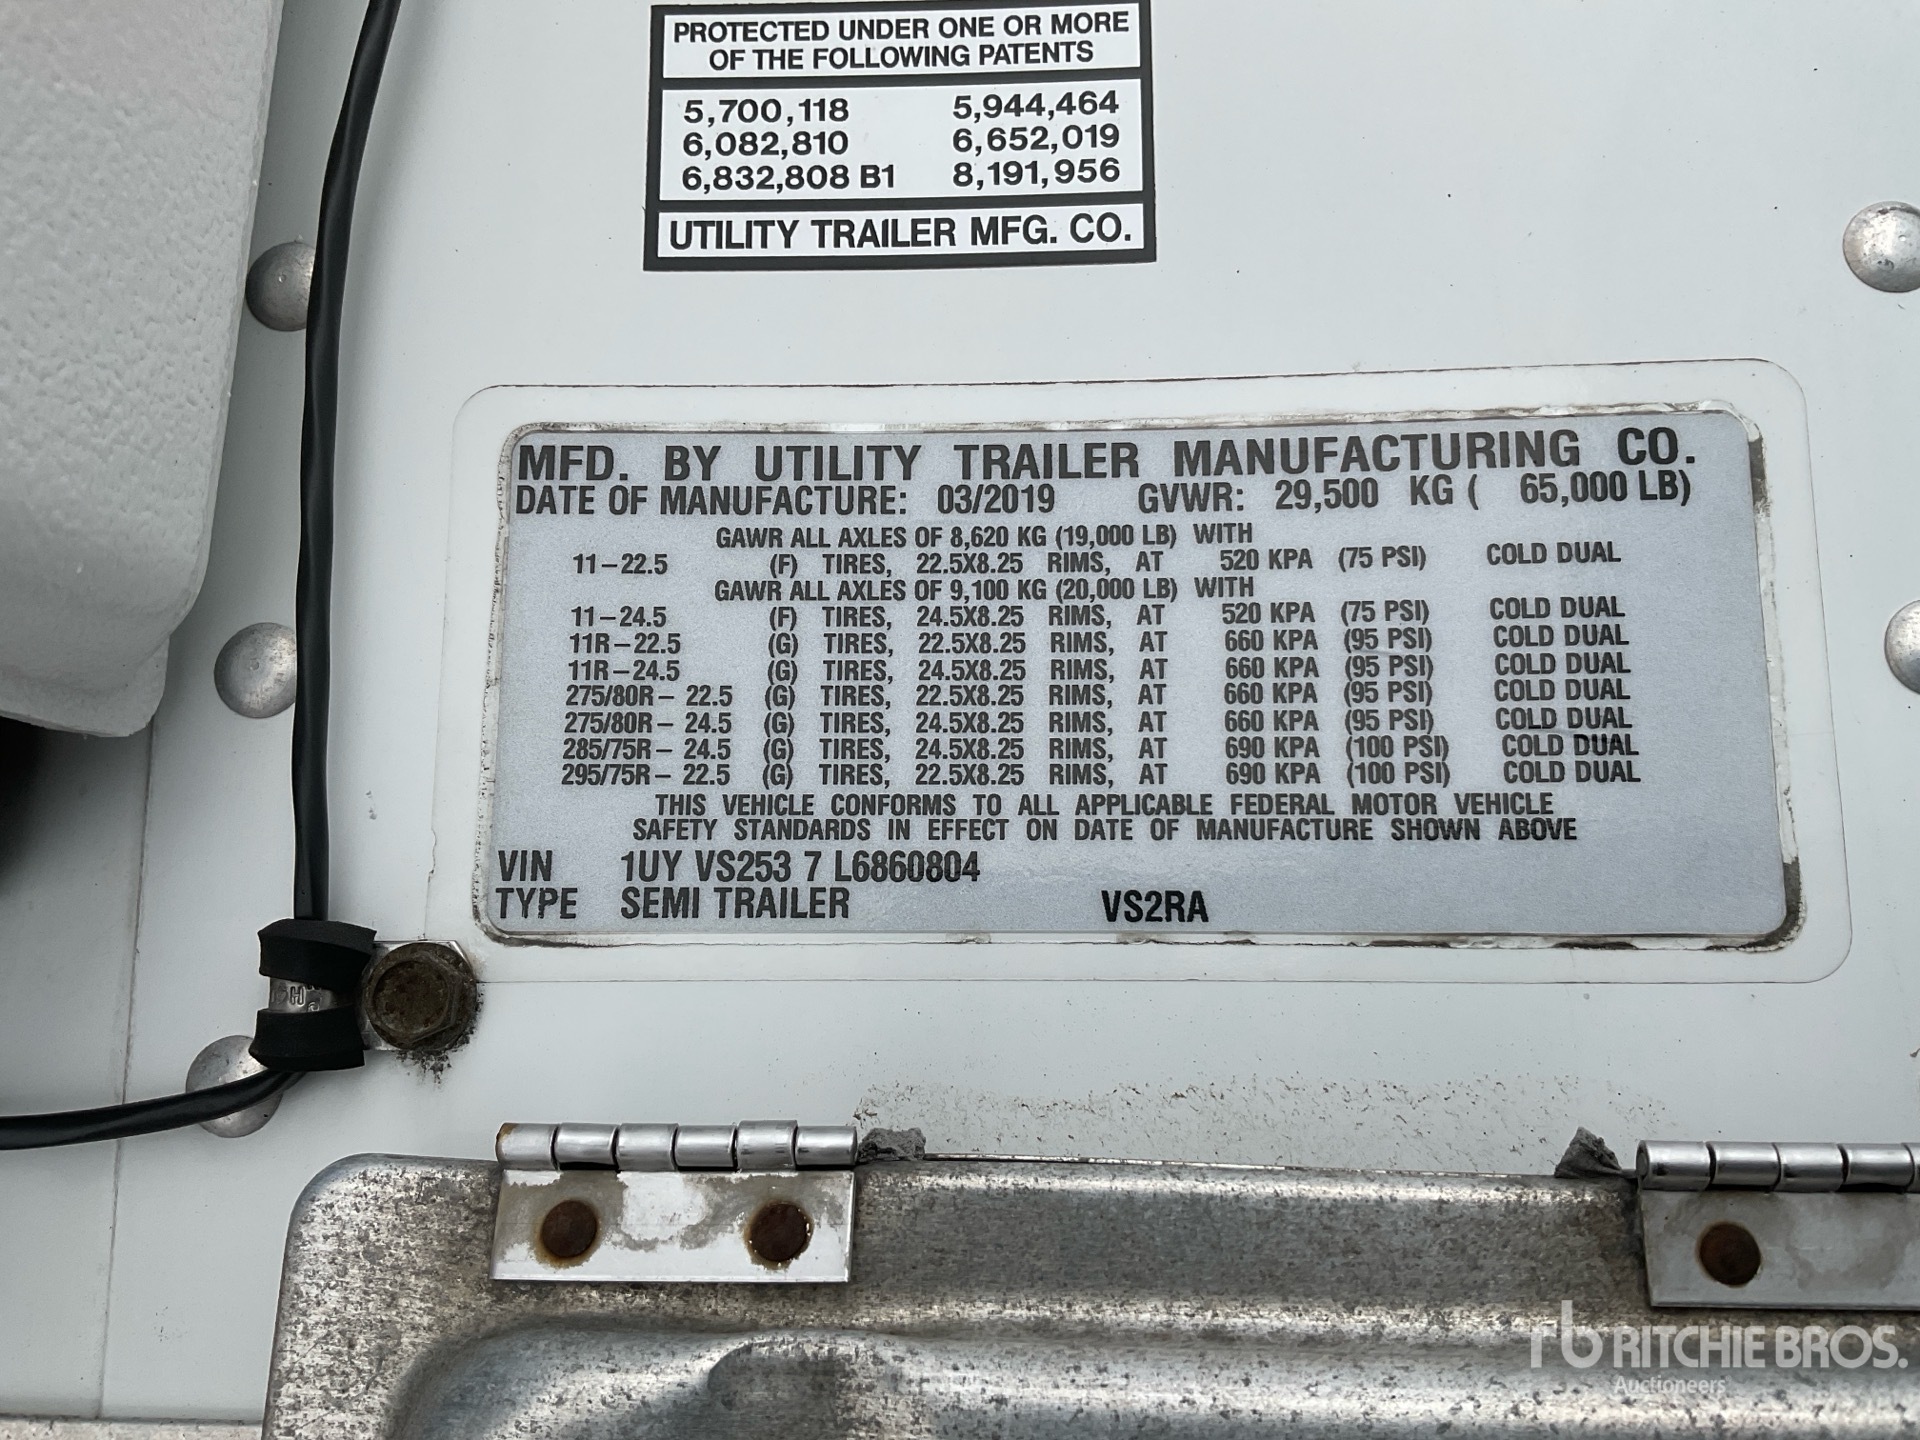 PROTECTED UNDER ONE OR MORE
OF THE FOLLOWING PATENTS
5,700,118 5,944,464
6,082,810 6,652,019
6,832,808 B1 8,191,956
UTILITY TRAILER MFG. CO.
MFD. BY UTILITY TRAILER MANUFACTURING CO.
DATE OF MANUFACTURE: 03/2019 GVWR: 29,500 KG ( 65,000 LB)
GAWR ALL AXLES OF 8,620 KG (19,000 LB) WITH
11-22.5 (F) TIRES, 22.5X8.25 RIMS, AT 520 KPA (75 PSI) COLD DUAL
GAWR ALL AXLES OF 9,100 KG (20,000 LB) WITH
11-24.5 (F) TIRES, 24.5X8.25 RIMS, AT 520 KPA (75 PSI) COLD DUAL
11R-22.5 (G) TIRES, 22.5X8.25 RIMS, AT 660 KPA (95 PSI) COLD DUAL
11R-24.5 (G) TIRES, 24.5X8.25 RIMS, AT 660 KPA (95 PSI) COLD DUAL
275/80R- 22.5 (G) TIRES, 22.5X8.25 RIMS, AT 660 KPA (95 PSI) COLD DUAL
275/80R- 24.5 (G) TIRES, 24.5X8.25 RIMS, AT 660 KPA (95 PSI) COLD DUAL
285/75R- 24.5 (G) TIRES, 24.5X8.25 RIMS, AT 690 KPA (100 PSI) COLD DUAL
295/75R- 22.5 (G) TIRES, 22.5X8.25 RIMS, AT 690 KPA (100 PSI) COLD DUAL
THIS VEHICLE CONFORMS TO ALL APPLICABLE FEDERAL MOTOR VEHICLE
SAFETY STANDARDS IN EFFECT ON DATE OF MANUFACTURE SHOWN ABOVE
VIN 1UY VS253 7 L6860804
TYPE SEMI TRAILER VS2RA
rb RITCHIE BROS.
Auctioneers